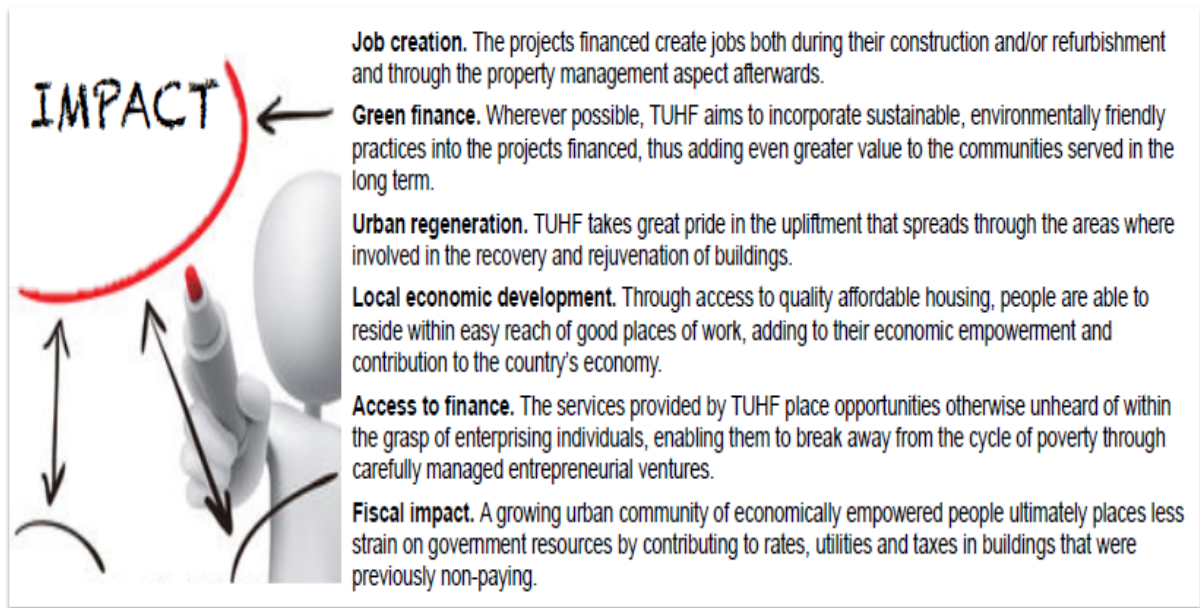 IMPACT
Job creation. The projects financed create jobs both during their construction and/or refurbishment
and through the property management aspect afterwards.
Green finance. Wherever possible, TUHF aims to incorporate sustainable, environmentally friendly
practices into the projects financed, thus adding even greater value to the communities served in the
long term.
Urban regeneration. TUHF takes great pride in the upliftment that spreads through the areas where
involved in the recovery and rejuvenation of buildings.
Local economic development. Through access to quality affordable housing, people are able to
reside within easy reach of good places of work, adding to their economic empowerment and
contribution to the country's economy.
Access to finance. The services provided by TUHF place opportunities otherwise unheard of within
the grasp of enterprising individuals, enabling them to break away from the cycle of poverty through
carefully managed entrepreneurial ventures.
Fiscal impact. A growing urban community of economically empowered people ultimately places less
strain on government resources by contributing to rates, utilities and taxes in buildings that were
previously non-paying.